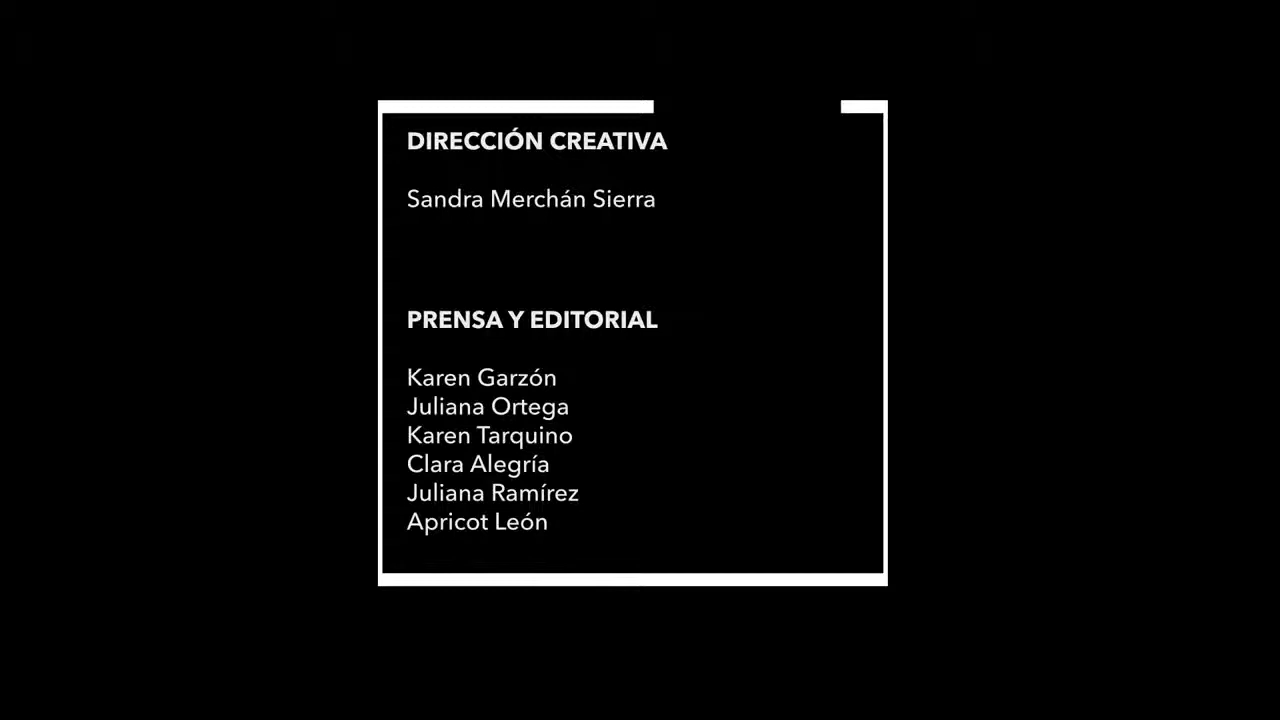 DIRECCIÓN CREATIVA
Sandra Merchán Sierra
PRENSA Y EDITORIAL
Karen Garzón
Juliana Ortega
Karen Tarquino
Clara Alegría
Juliana Ramírez
Apricot León